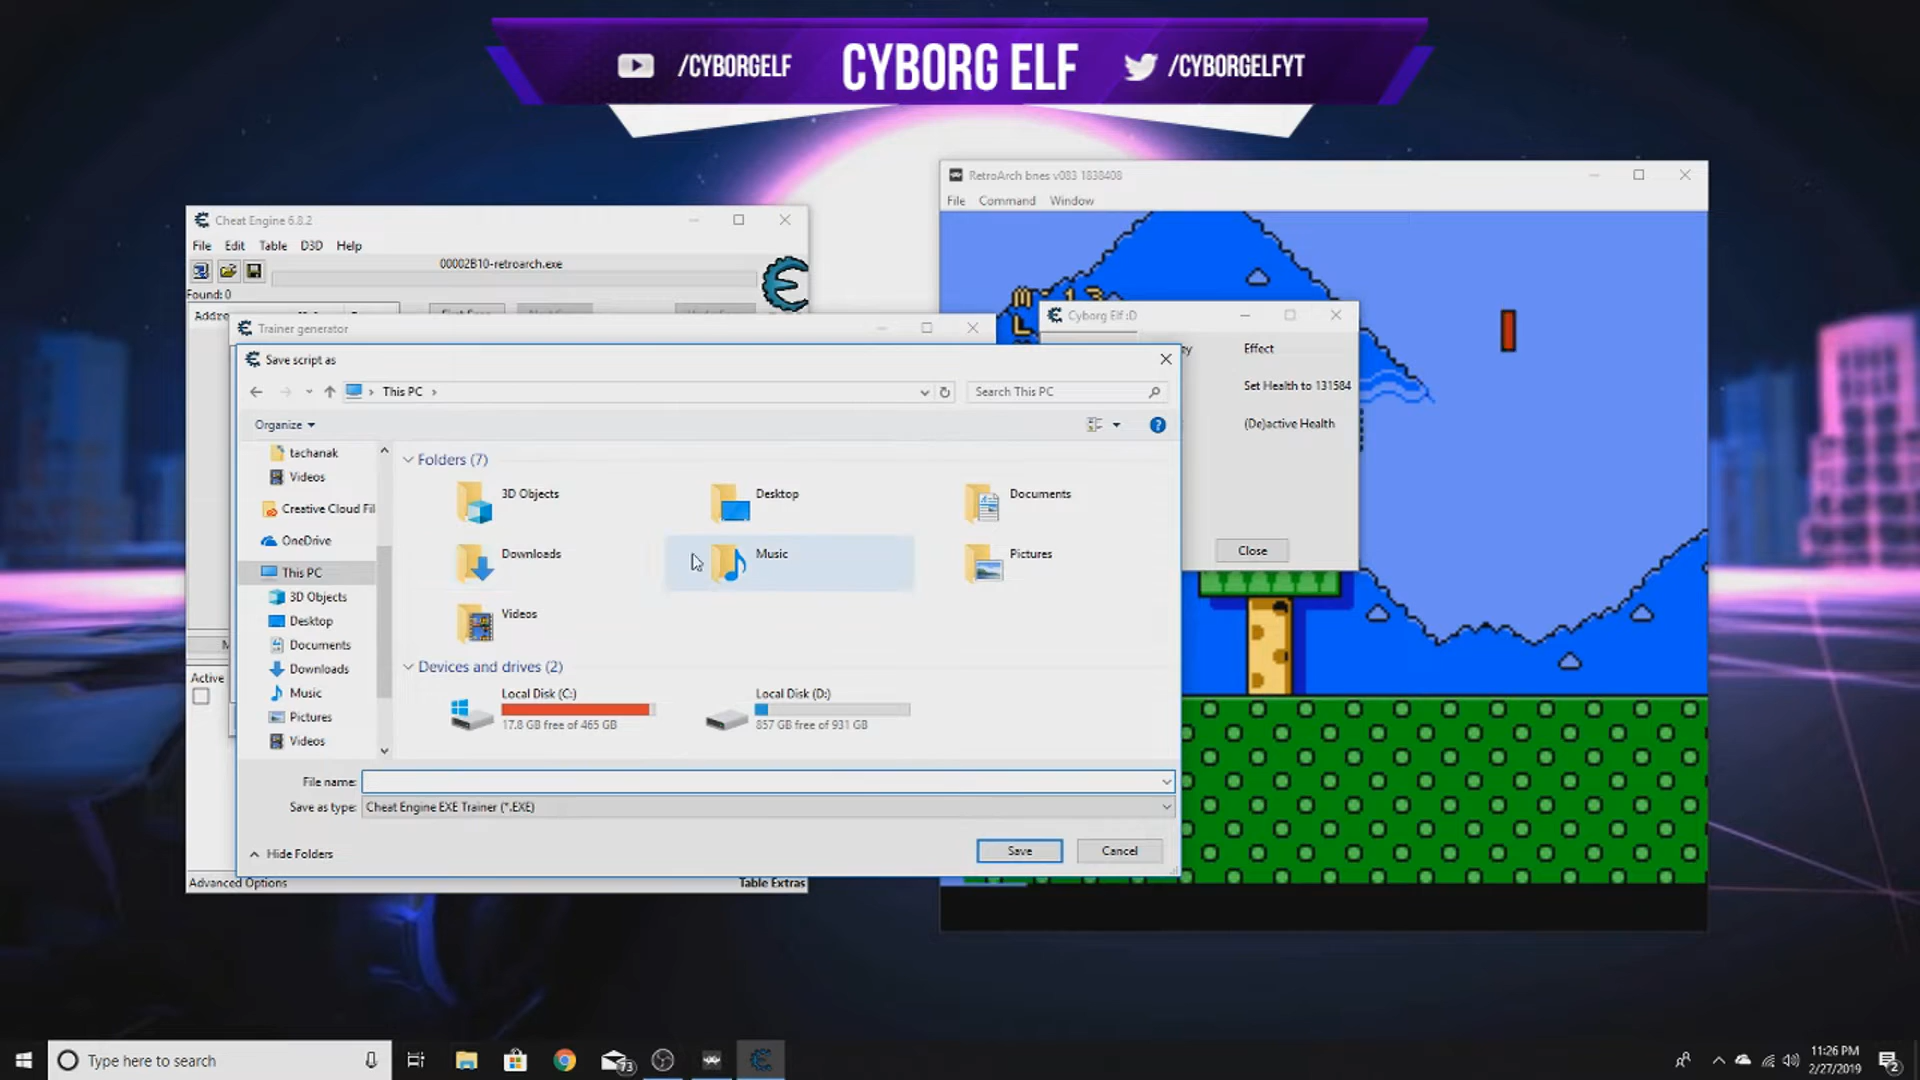 /CYBORGELF
CYBORG ELF
/CYBORGELFYT
RetroArch bnes v083 1838408
File Command Window
Cheat Engine 6.8.2
File Edit Table D3D Help
00002B10-retroarch.exe
Found: 0
Trainer generator
Cyborg Elf :D
Effect
Set Health to 131584
(De)active Health
Close
Save script as
This PC
Search This PC
Organize
tachanak
Videos
Creative Cloud Fil
OneDrive
This PC
3D Objects
Desktop
Documents
Downloads
Music
Pictures
Videos
Folders (7)
3D Objects
Desktop
Documents
Downloads
Music
Pictures
Videos
Devices and drives (2)
Local Disk (C:)
17.8 GB free of 465 GB
Local Disk (D:)
857 GB free of 931 GB
File name:
Save as type: Cheat Engine EXE Trainer (*.EXE)
Hide Folders
Save
Cancel
Active
Advanced Options
Table Extras
Type here to search
73
11:26 PM
2/27/2019
2